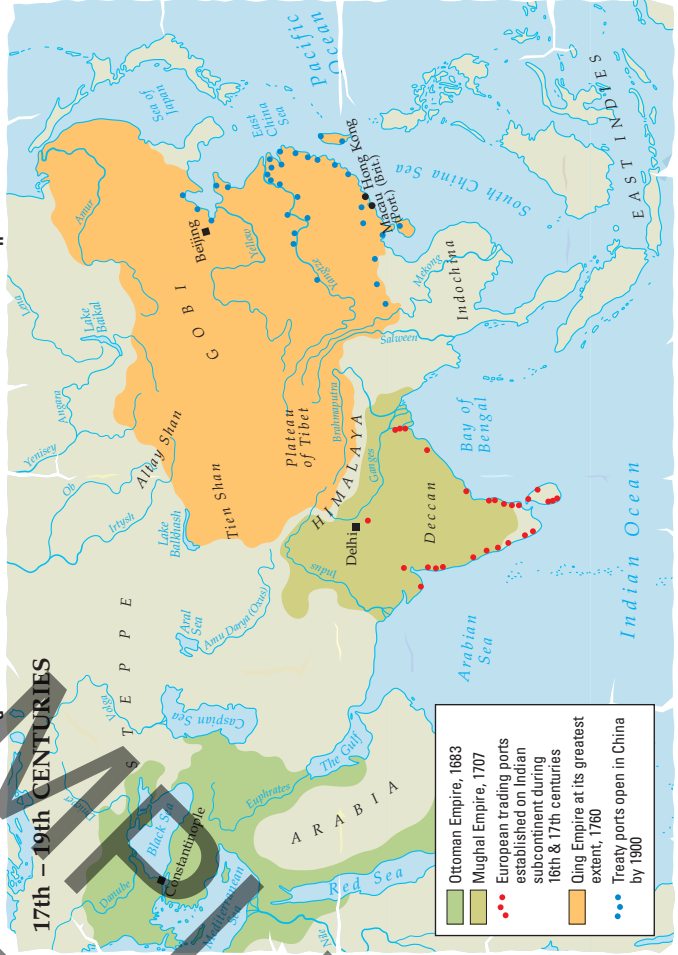 17th – 19th CENTURIES
Lena
Yenisey
Angara
Ob
Irtysh
Lake
Baikal
Amur
Sea of
Japan
Pacific
Ocean
Volga
S T E P P E
Altay Shan
Lake
Balkhash
Tien Shan
G O B I
Beijing
Yellow
East
China
Sea
Danube
Black Sea
Constantinople
Caspian Sea
Aral
Sea
Amu Darya (Oxus)
Plateau
of Tibet
Yangtze
Hong Kong
(Brit.)
Macau
(Port.)
Mediterranean
Sea
Euphrates
The Gulf
Indus
HIMALAYA
Delhi
Brahmaputra
Ganges
Salween
Mekong
Indochina
South China Sea
EAST INDIES
Nile
Red Sea
ARABIA
Deccan
Arabian
Sea
Bay of
Bengal
Indian Ocean
Ottoman Empire, 1683
Mughal Empire, 1707
European trading ports
established on Indian
subcontinent during
16th & 17th centuries
Qing Empire at its greatest
extent, 1760
Treaty ports open in China
by 1900